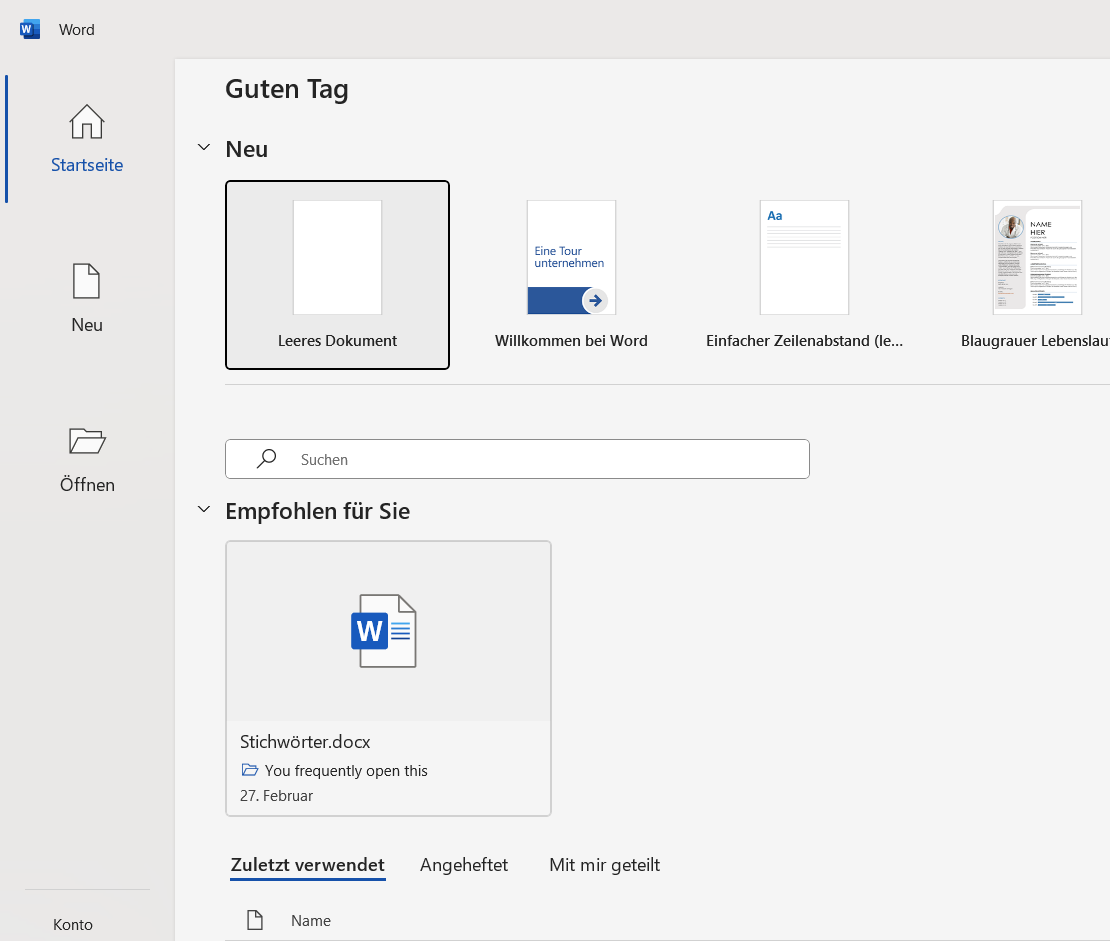 Word
Guten Tag
Startseite
Neu
Eine Tour
unternehmen
Aa
NAME
HER
Leeres Dokument
Willkommen bei Word
Einfacher Zeilenabstand (le...
Blaugrauer Lebenslau
Neu
Öffnen
Suchen
Empfohlen für Sie
W
Stichwörter.docx
You frequently open this
27. Februar
Zuletzt verwendet
Angeheftet
Mit mir geteilt
Name
Konto